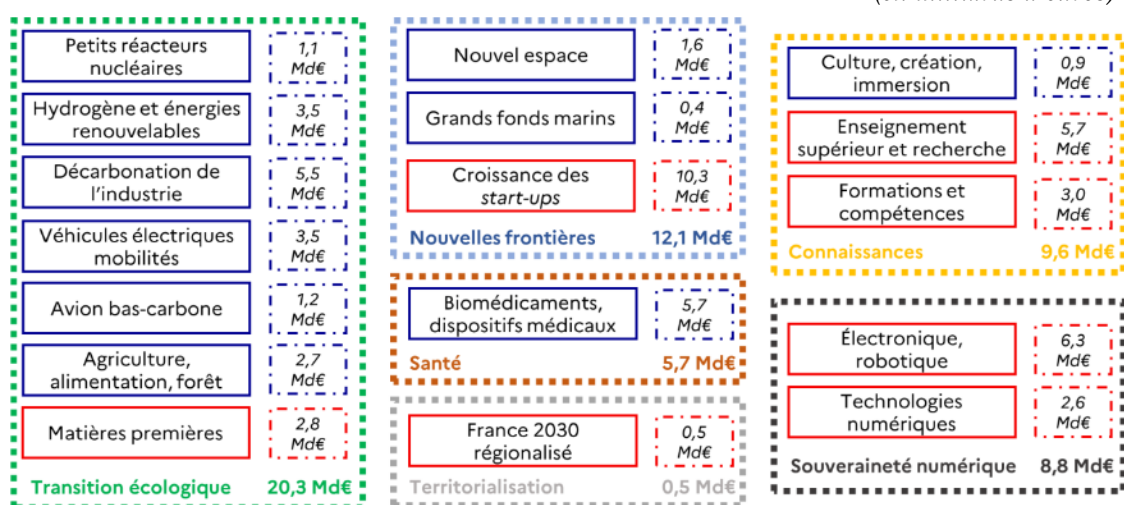 Petits réacteurs
nucléaires
1,1
Md€
Hydrogène et énergies
renouvelables
3,5
Md€
Décarbonation de
l'industrie
5,5
Md€
Véhicules électriques
mobilités
3,5
Md€
Avion bas-carbone
1,2
Md€
Agriculture,
alimentation, forêt
2,7
Md€
Matières premières
2,8
Md€
Transition écologique 20,3 Md€
Nouvel espace
1,6
Md€
Grands fonds marins
0,4
Md€
Croissance des
start-ups
10,3
Md€
Nouvelles frontières 12,1 Md€
Biomédicaments,
dispositifs médicaux
5,7
Md€
Santé 5,7 Md€
France 2030
régionalisé
0,5
Md€
Territorialisation 0,5 Md€
Culture, création,
immersion
0,9
Md€
Enseignement
supérieur et recherche
5,7
Md€
Formations et
compétences
3,0
Md€
Connaissances 9,6 Md€
Électronique,
robotique
6,3
Md€
Technologies
numériques
2,6
Md€
Souveraineté numérique 8,8 Md€